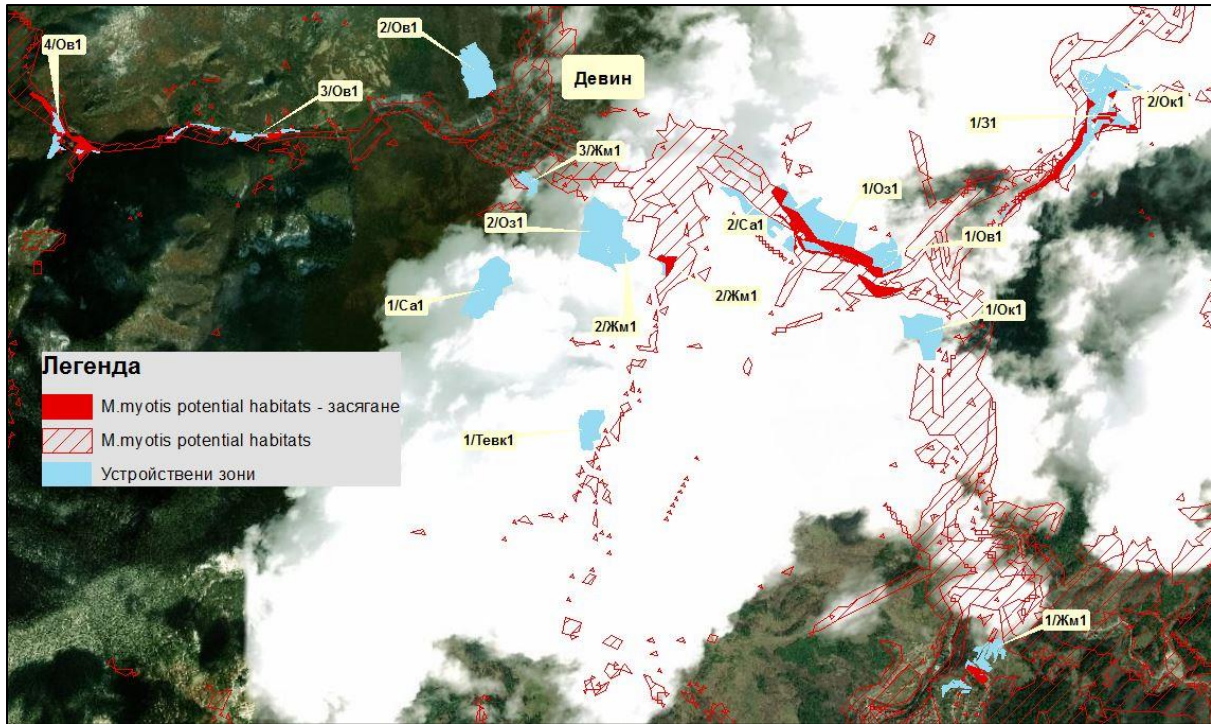 2/Ов1
4/Ов1
Девин
3/Ов1
2/Ок1
1/З1
3/Жм1
1/Оз1
2/Оз1
2/Са1
1/Ов1
1/Са1
2/Жм1
2/Жм1
1/Ок1
Легенда
M.myotis potential habitats - засягане
M.myotis potential habitats
Устройствени зони
1/Тевк1
1/Жм1